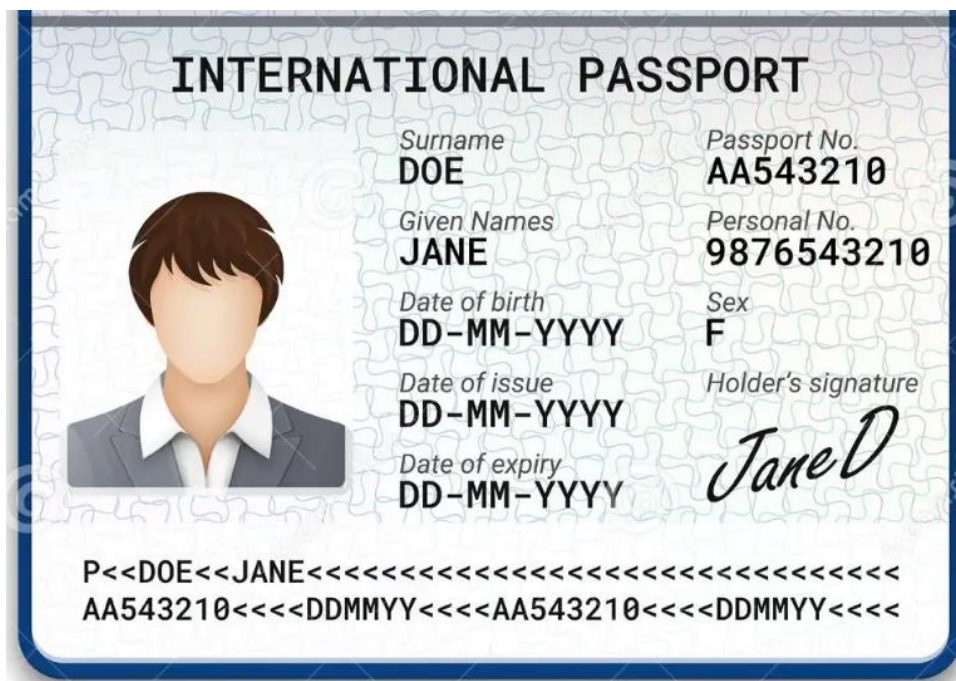 INTERNATIONAL PASSPORT
Surname
DOE
Passport No.
AA543210
Given Names
JANE
Personal No.
9876543210
Date of birth
DD-MM-YYYY
Sex
F
Date of issue
DD-MM-YYYY
Holder's signature
JaneD
Date of expiry
DD-MM-YYYY
P<<DOE<<JANE<<<<<<<<<<<<<<<<<<<<<<<<<<<<<<<<
AA543210<<<<DDMMYY<<<<AA543210<<<<DDMMYY<<<<